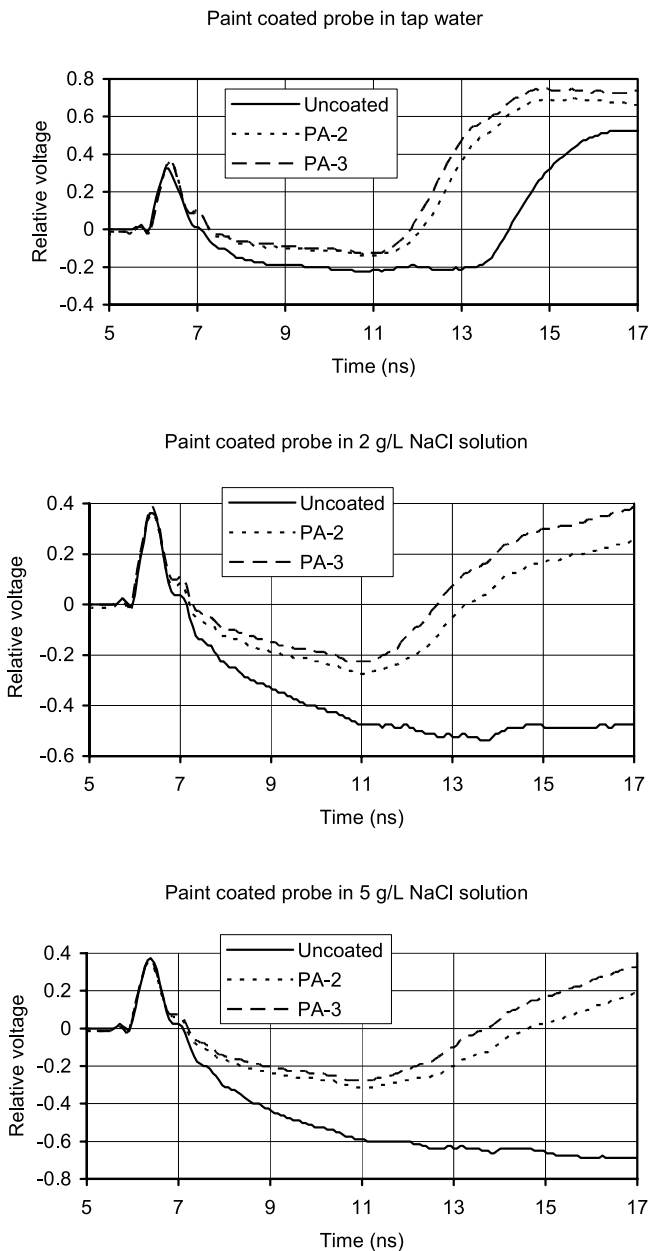 Paint coated probe in tap water
0.8
0.6
0.4
0.2
0
-0.2
-0.4
Relative voltage
Uncoated
PA-2
PA-3
5 7 9 11 13 15 17
Time (ns)
Paint coated probe in 2 g/L NaCl solution
0.4
0.2
0
-0.2
-0.4
-0.6
Relative voltage
Uncoated
PA-2
PA-3
5 7 9 11 13 15 17
Time (ns)
Paint coated probe in 5 g/L NaCl solution
0.4
0.2
0
-0.2
-0.4
-0.6
-0.8
Relative voltage
Uncoated
PA-2
PA-3
5 7 9 11 13 15 17
Time (ns)